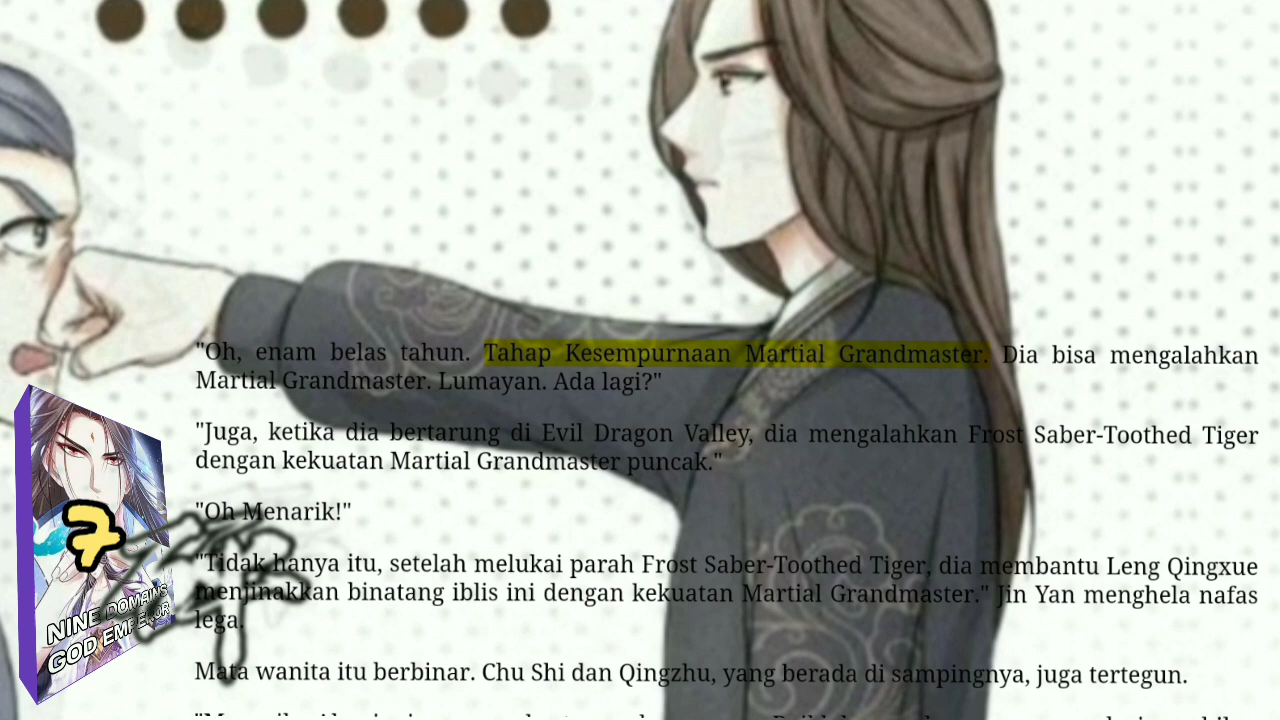 "Oh, enam belas tahun. Tahap Kesempurnaan Martial Grandmaster. Dia bisa mengalahkan
Martial Grandmaster. Lumayan. Ada lagi?"
"Juga, ketika dia bertarung di Evil Dragon Valley, dia mengalahkan Frost Saber-Toothed Tiger
dengan kekuatan Martial Grandmaster puncak."
"Oh Menarik!"
"Tidak hanya itu, setelah melukai parah Frost Saber-Toothed Tiger, dia membantu Leng Qingxue
menjinakkan binatang iblis ini dengan kekuatan Martial Grandmaster." Jin Yan menghela nafas
lega.
Mata wanita itu berbinar. Chu Shi dan Qingzhu, yang berada di sampingnya, juga tertegun.
7
NINE DOMAINS
GOD EMPEROR